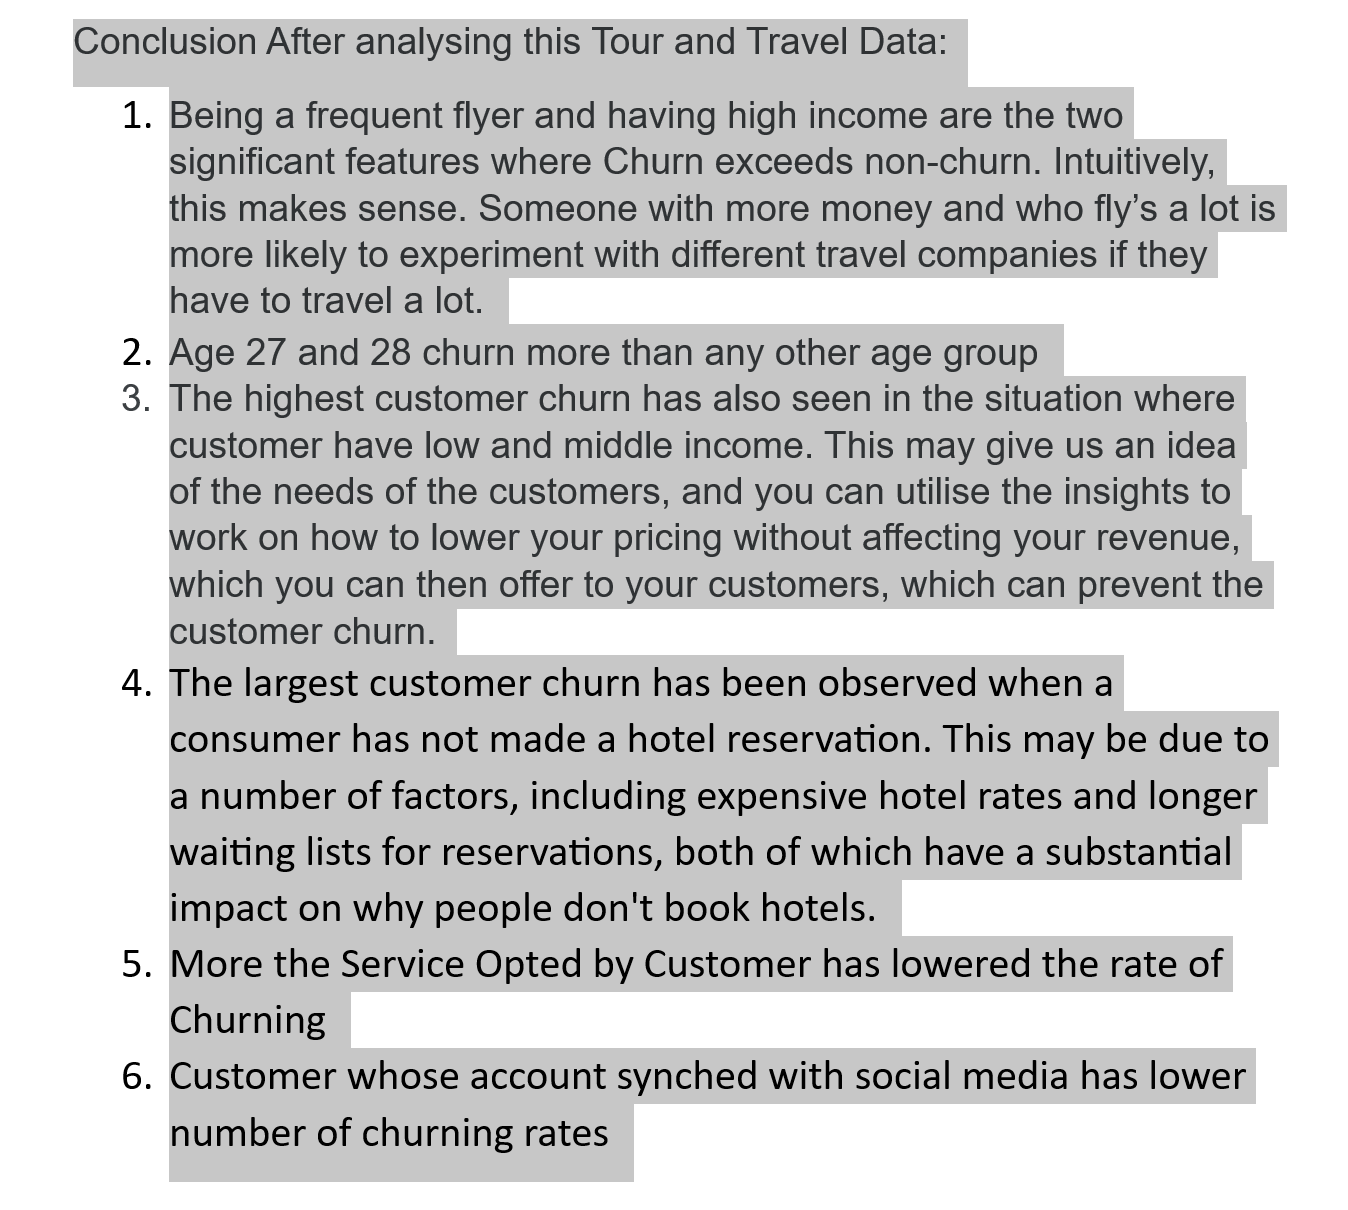 Conclusion After analysing this Tour and Travel Data:
1. Being a frequent flyer and having high income are the two
significant features where Churn exceeds non-churn. Intuitively,
this makes sense. Someone with more money and who fly’s a lot is
more likely to experiment with different travel companies if they
have to travel a lot.
2. Age 27 and 28 churn more than any other age group
3. The highest customer churn has also seen in the situation where
customer have low and middle income. This may give us an idea
of the needs of the customers, and you can utilise the insights to
work on how to lower your pricing without affecting your revenue,
which you can then offer to your customers, which can prevent the
customer churn.
4. The largest customer churn has been observed when a
consumer has not made a hotel reservation. This may be due to
a number of factors, including expensive hotel rates and longer
waiting lists for reservations, both of which have a substantial
impact on why people don't book hotels.
5. More the Service Opted by Customer has lowered the rate of
Churning
6. Customer whose account synched with social media has lower
number of churning rates